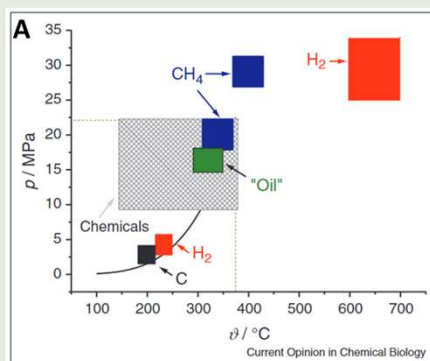 A
35
30
25
20
15
10
5
0
p / MPa
CH₄
H₂
"Oil"
Chemicals
H₂
C
100 200 300 400 500 600 700
ϑ / °C
Current Opinion in Chemical Biology